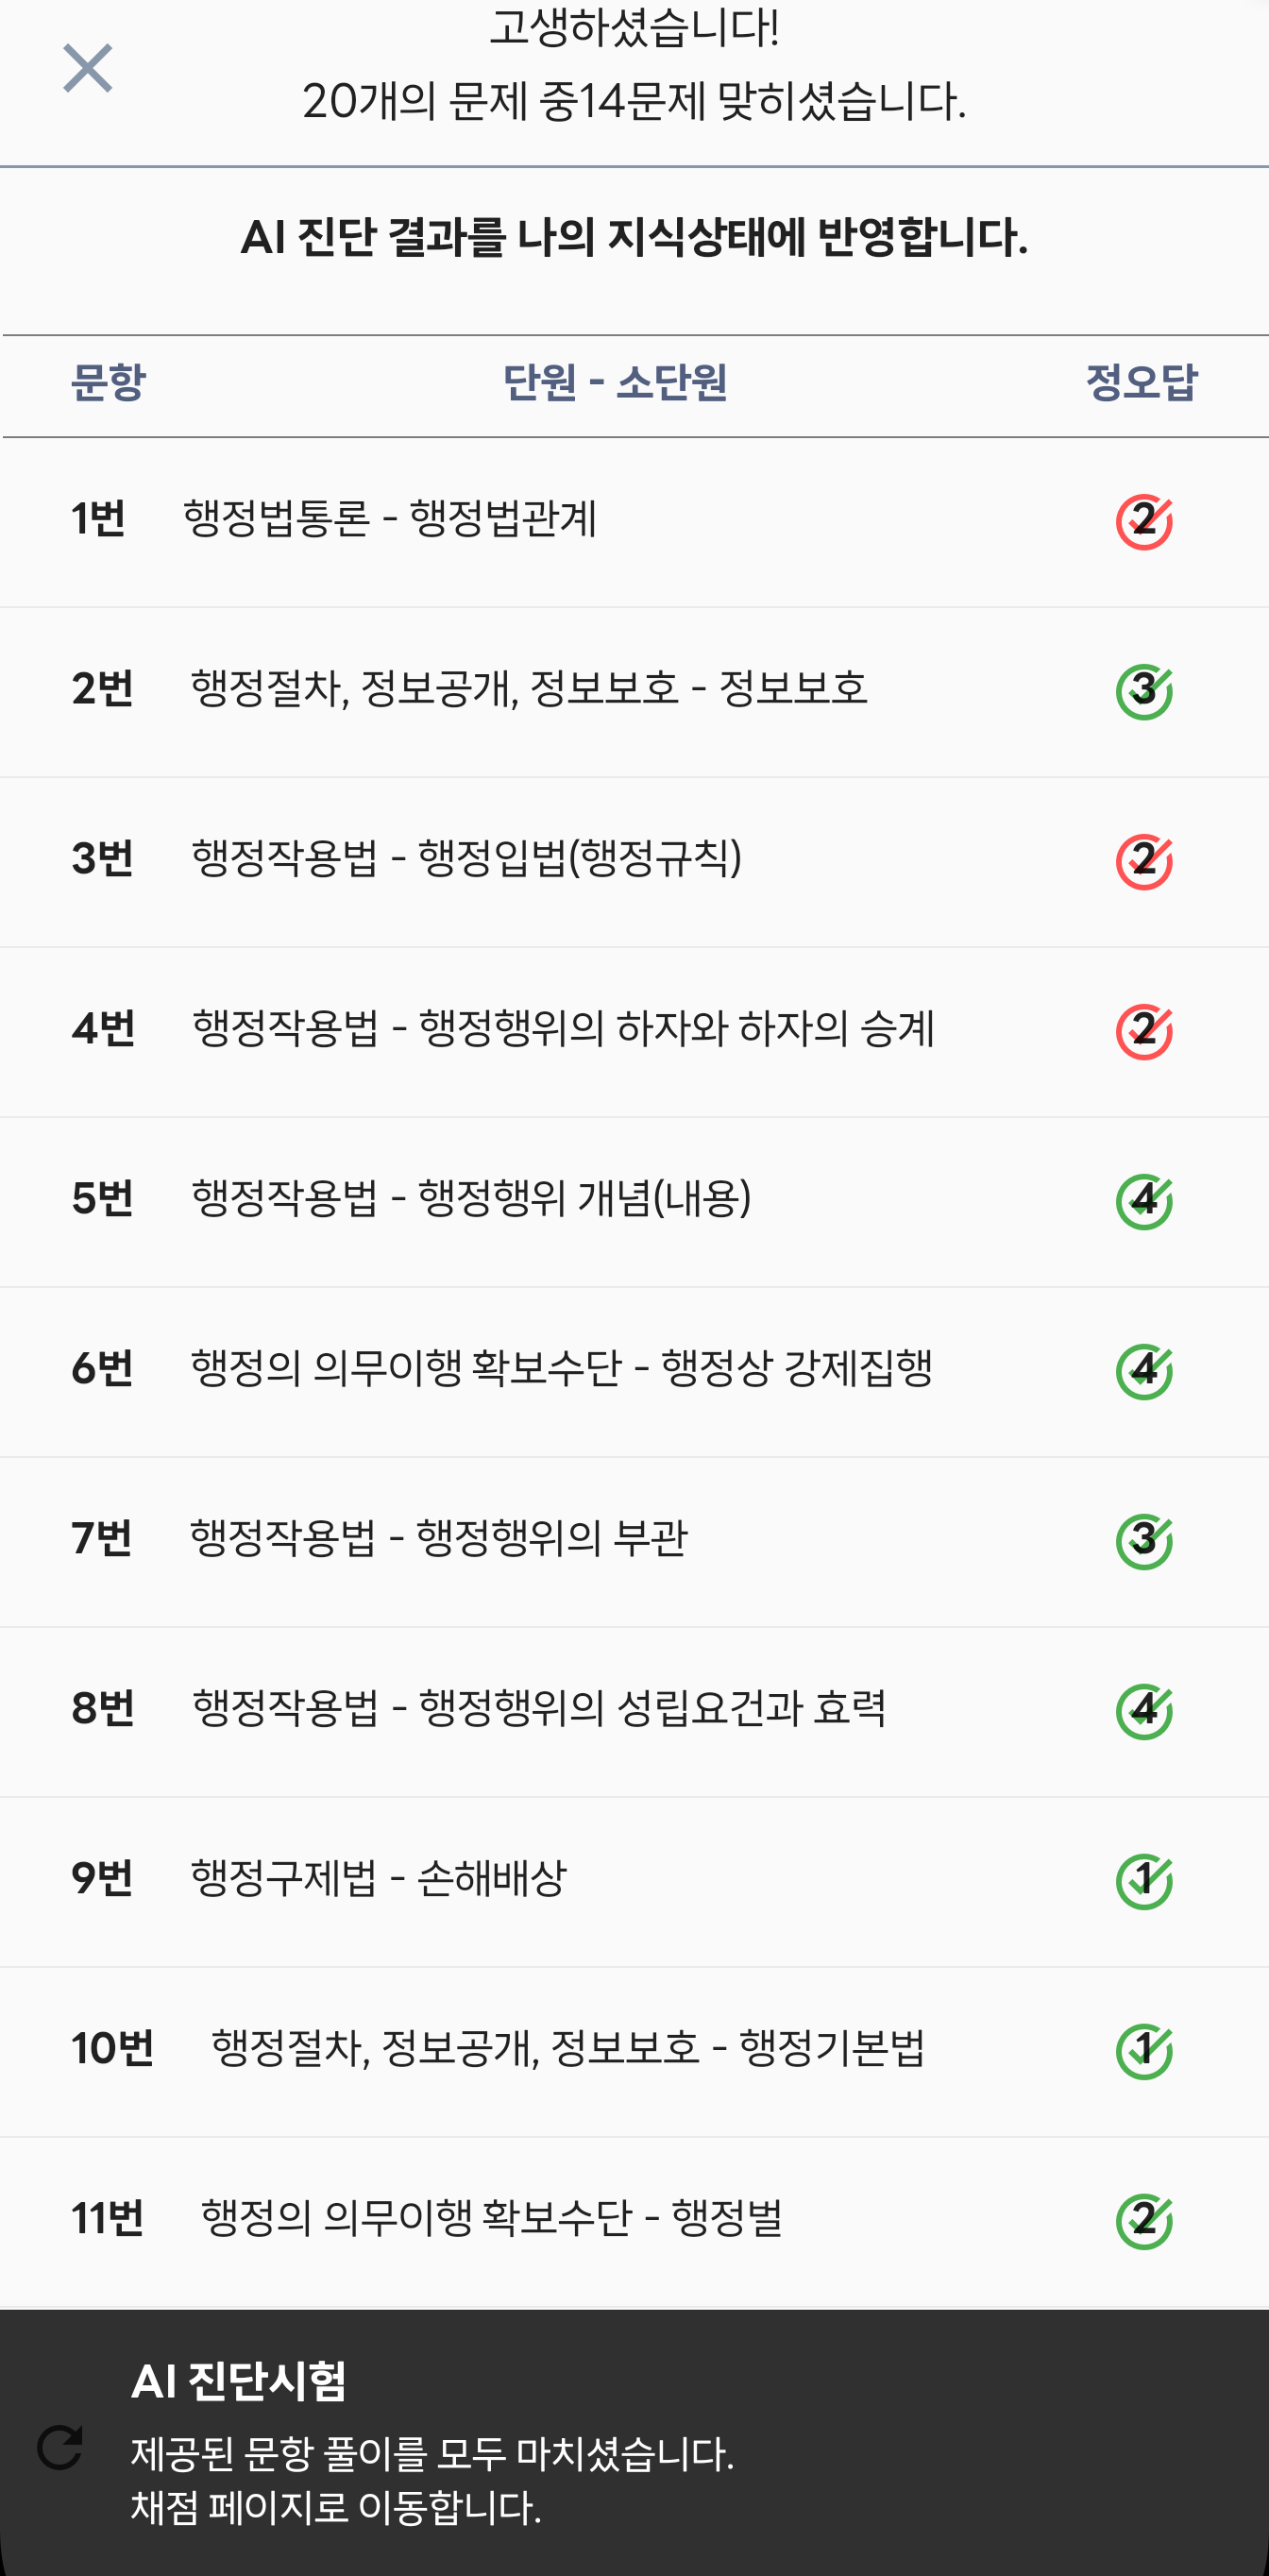 고생하셨습니다!
20개의 문제 중14문제 맞히셨습니다.
AI 진단 결과를 나의 지식상태에 반영합니다.
문항 단원 - 소단원 정오답
1번 행정법통론 - 행정법관계 2
2번 행정절차, 정보공개, 정보보호 - 정보보호 3
3번 행정작용법 - 행정입법(행정규칙) 2
4번 행정작용법 - 행정행위의 하자와 하자의 승계 2
5번 행정작용법 - 행정행위 개념(내용) 4
6번 행정의 의무이행 확보수단 - 행정상 강제집행 4
7번 행정작용법 - 행정행위의 부관 3
8번 행정작용법 - 행정행위의 성립요건과 효력 4
9번 행정구제법 - 손해배상 1
10번 행정절차, 정보공개, 정보보호 - 행정기본법 1
11번 행정의 의무이행 확보수단 - 행정벌 2
AI 진단시험
제공된 문항 풀이를 모두 마치셨습니다.
채점 페이지로 이동합니다.